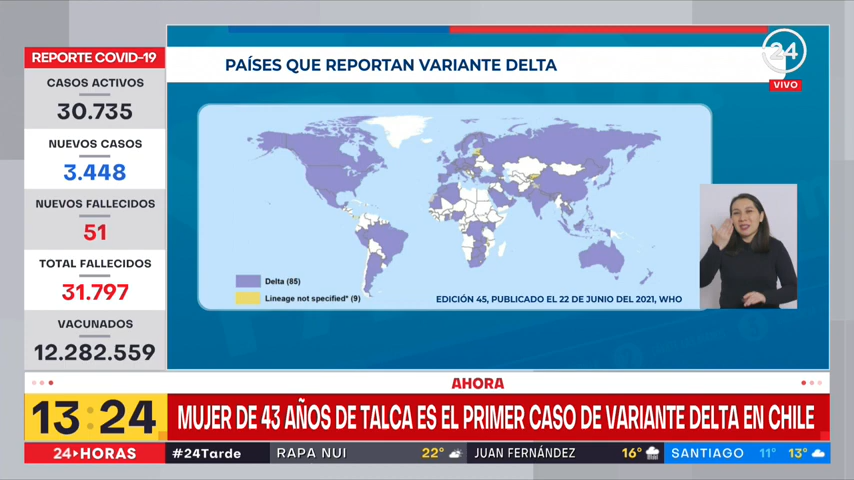 REPORTE COVID-19
CASOS ACTIVOS
30.735
NUEVOS CASOS
3.448
NUEVOS FALLECIDOS
51
TOTAL FALLECIDOS
31.797
VACUNADOS
12.282.559
PAÍSES QUE REPORTAN VARIANTE DELTA
24
VIVO
Delta (85)
Lineage not specified* (9)
EDICIÓN 45, PUBLICADO EL 22 DE JUNIO DEL 2021, WHO
AHORA
13:24
MUJER DE 43 AÑOS DE TALCA ES EL PRIMER CASO DE VARIANTE DELTA EN CHILE
24 HORAS
#24Tarde
RAPA NUI 22°
JUAN FERNÁNDEZ 16°
SANTIAGO 11° 13°